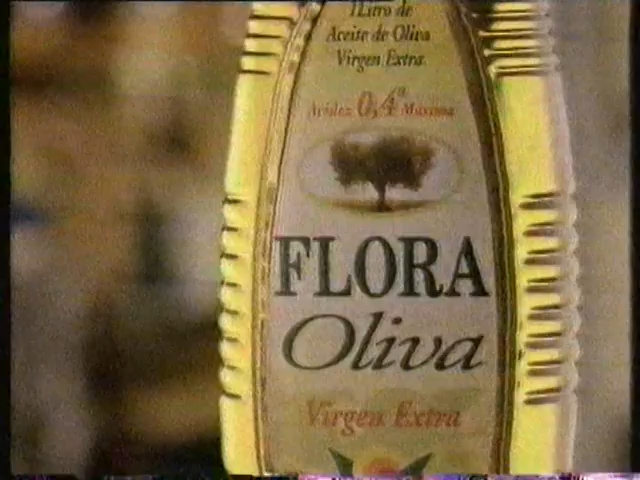 1Litro de
Aceite de Oliva
Virgen Extra
Acidez 0,4º Máxima
FLORA
Oliva
Virgen Extra